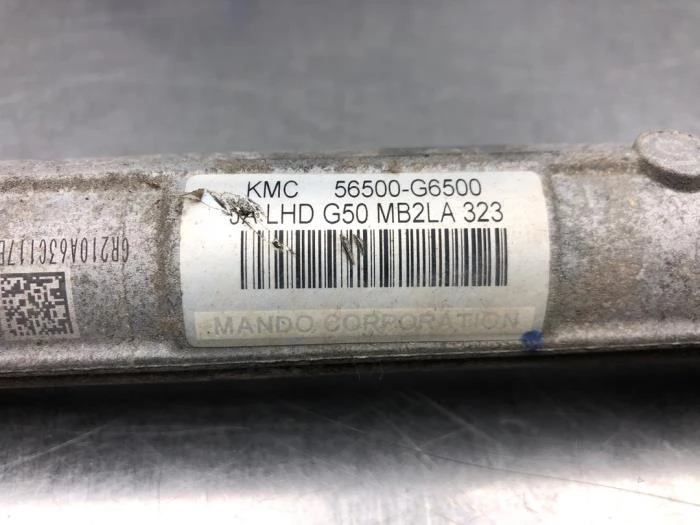 KMC 56500-G6500
LHD G50 MB2LA 323
MANDO CORPORATION